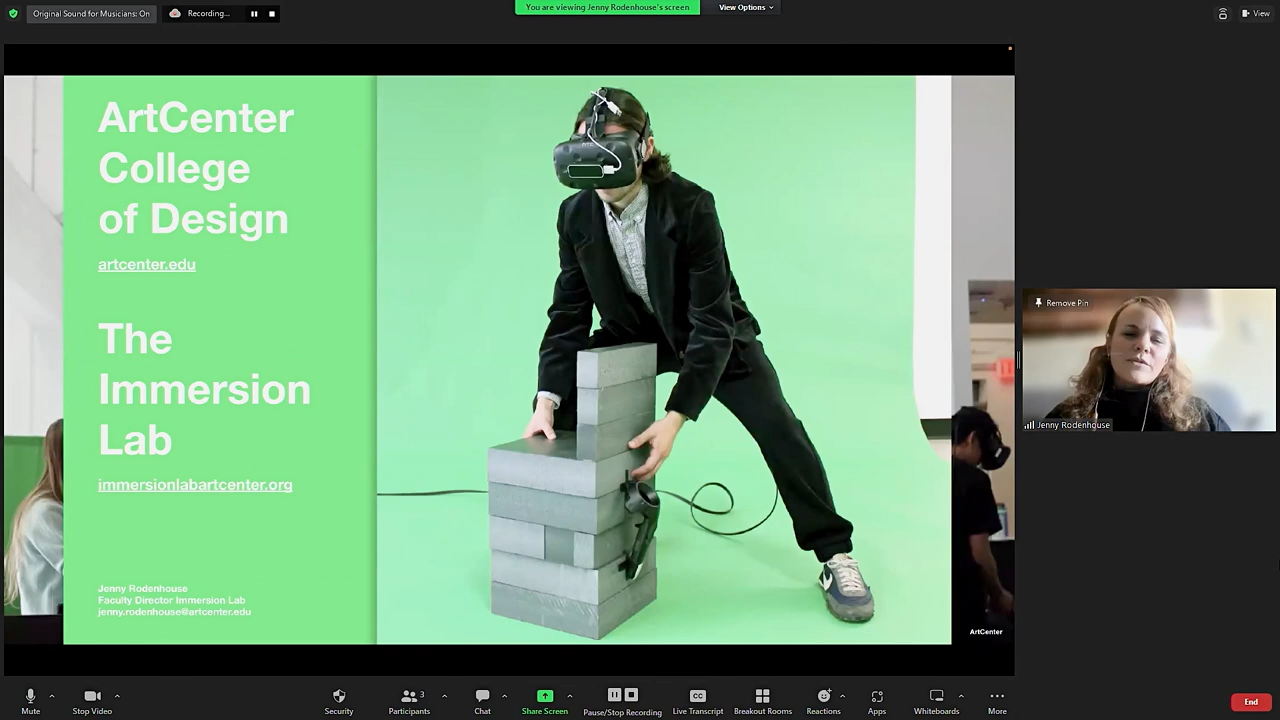 Original Sound for Musicians: On
Recording...
You are viewing Jenny Rodenhouse's screen
View Options
View
ArtCenter
College
of Design
artcenter.edu
The
Immersion
Lab
immersionlabartcenter.org
Jenny Rodenhouse
Faculty Director Immersion Lab
jenny.rodenhouse@artcenter.edu
ArtCenter
Remove Pin
Jenny Rodenhouse
Mute
Stop Video
Security
Participants
3
Chat
Share Screen
Pause/Stop Recording
CC
Live Transcript
Breakout Rooms
Reactions
Apps
Whiteboards
More
End